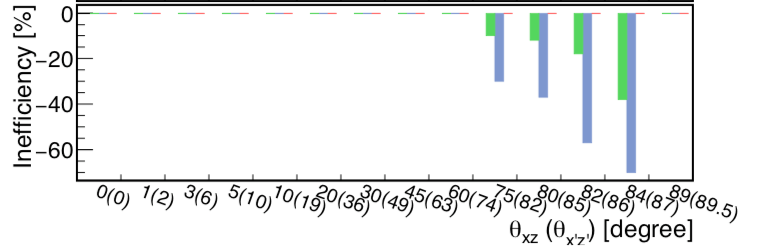 Inefficiency [%]
0
−20
−40
−60
0(0) 1(2) 3(6) 5(10) 10(19) 20(36) 30(49) 45(63) 60(74) 75(82) 80(85) 82(86) 84(87) 89(89.5)
θxz (θx'z') [degree]